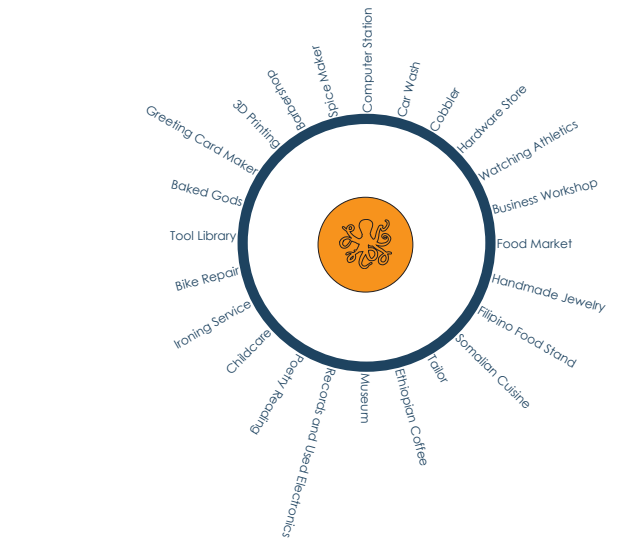 Computer Station
Car Wash
Cobbler
Hardware Store
Watching Athletics
Business Workshop
Food Market
Handmade Jewelry
Filipino Food Stand
Somalian Cuisine
Tailor
Ethiopian Coffee
Museum
Records and Used Electronics
Poetry Reading
Childcare
Ironing Service
Bike Repair
Tool Library
Baked Gods
Greeting Card Maker
3D Printing
Barbershop
Spice Maker